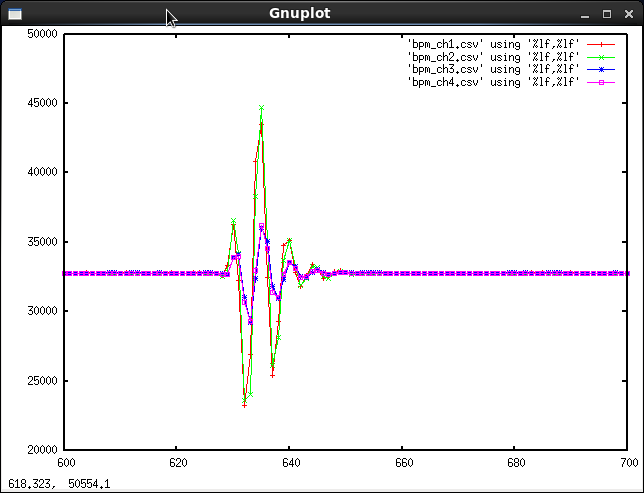 Gnuplot
50000
45000
40000
35000
30000
25000
20000
'bpm_ch1.csv' using '%lf,%lf'
'bpm_ch2.csv' using '%lf,%lf'
'bpm_ch3.csv' using '%lf,%lf'
'bpm_ch4.csv' using '%lf,%lf'
600 620 640 660 680 700
618.323, 50554.1